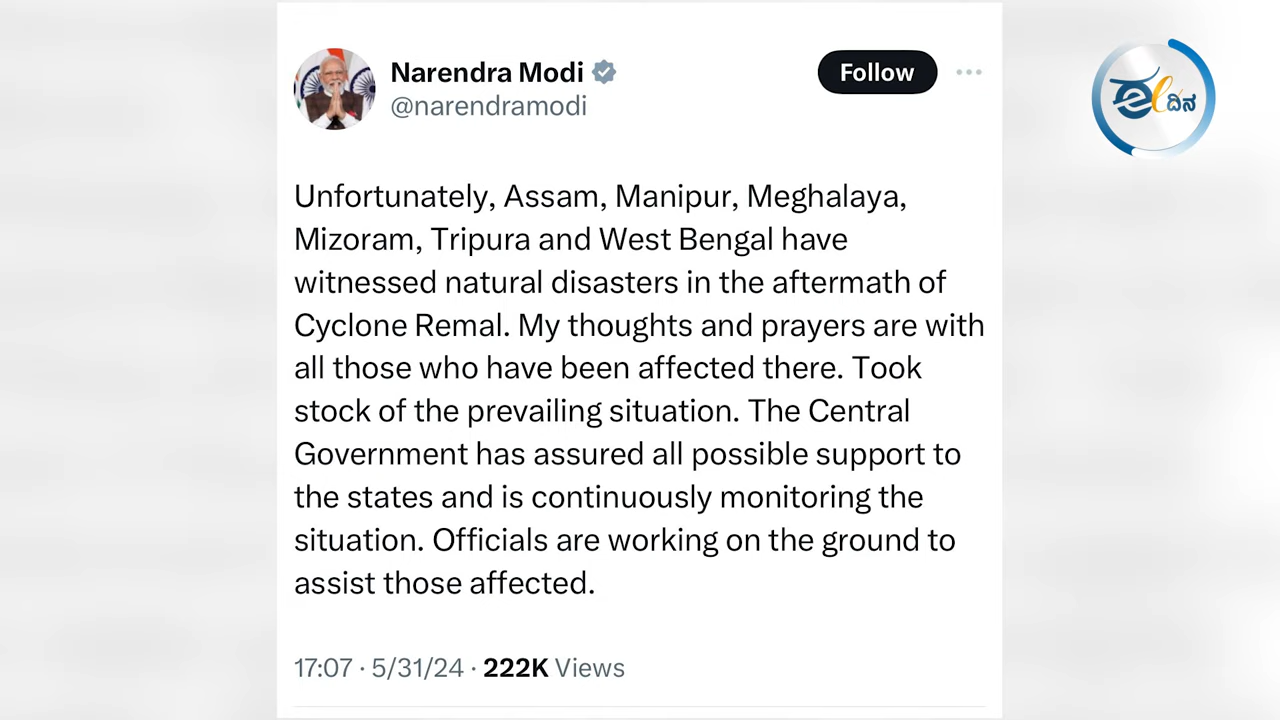 Narendra Modi
@narendramodi
Follow
ಈ ದಿನ
Unfortunately, Assam, Manipur, Meghalaya,
Mizoram, Tripura and West Bengal have
witnessed natural disasters in the aftermath of
Cyclone Remal. My thoughts and prayers are with
all those who have been affected there. Took
stock of the prevailing situation. The Central
Government has assured all possible support to
the states and is continuously monitoring the
situation. Officials are working on the ground to
assist those affected.
17:07 · 5/31/24 · 222K Views